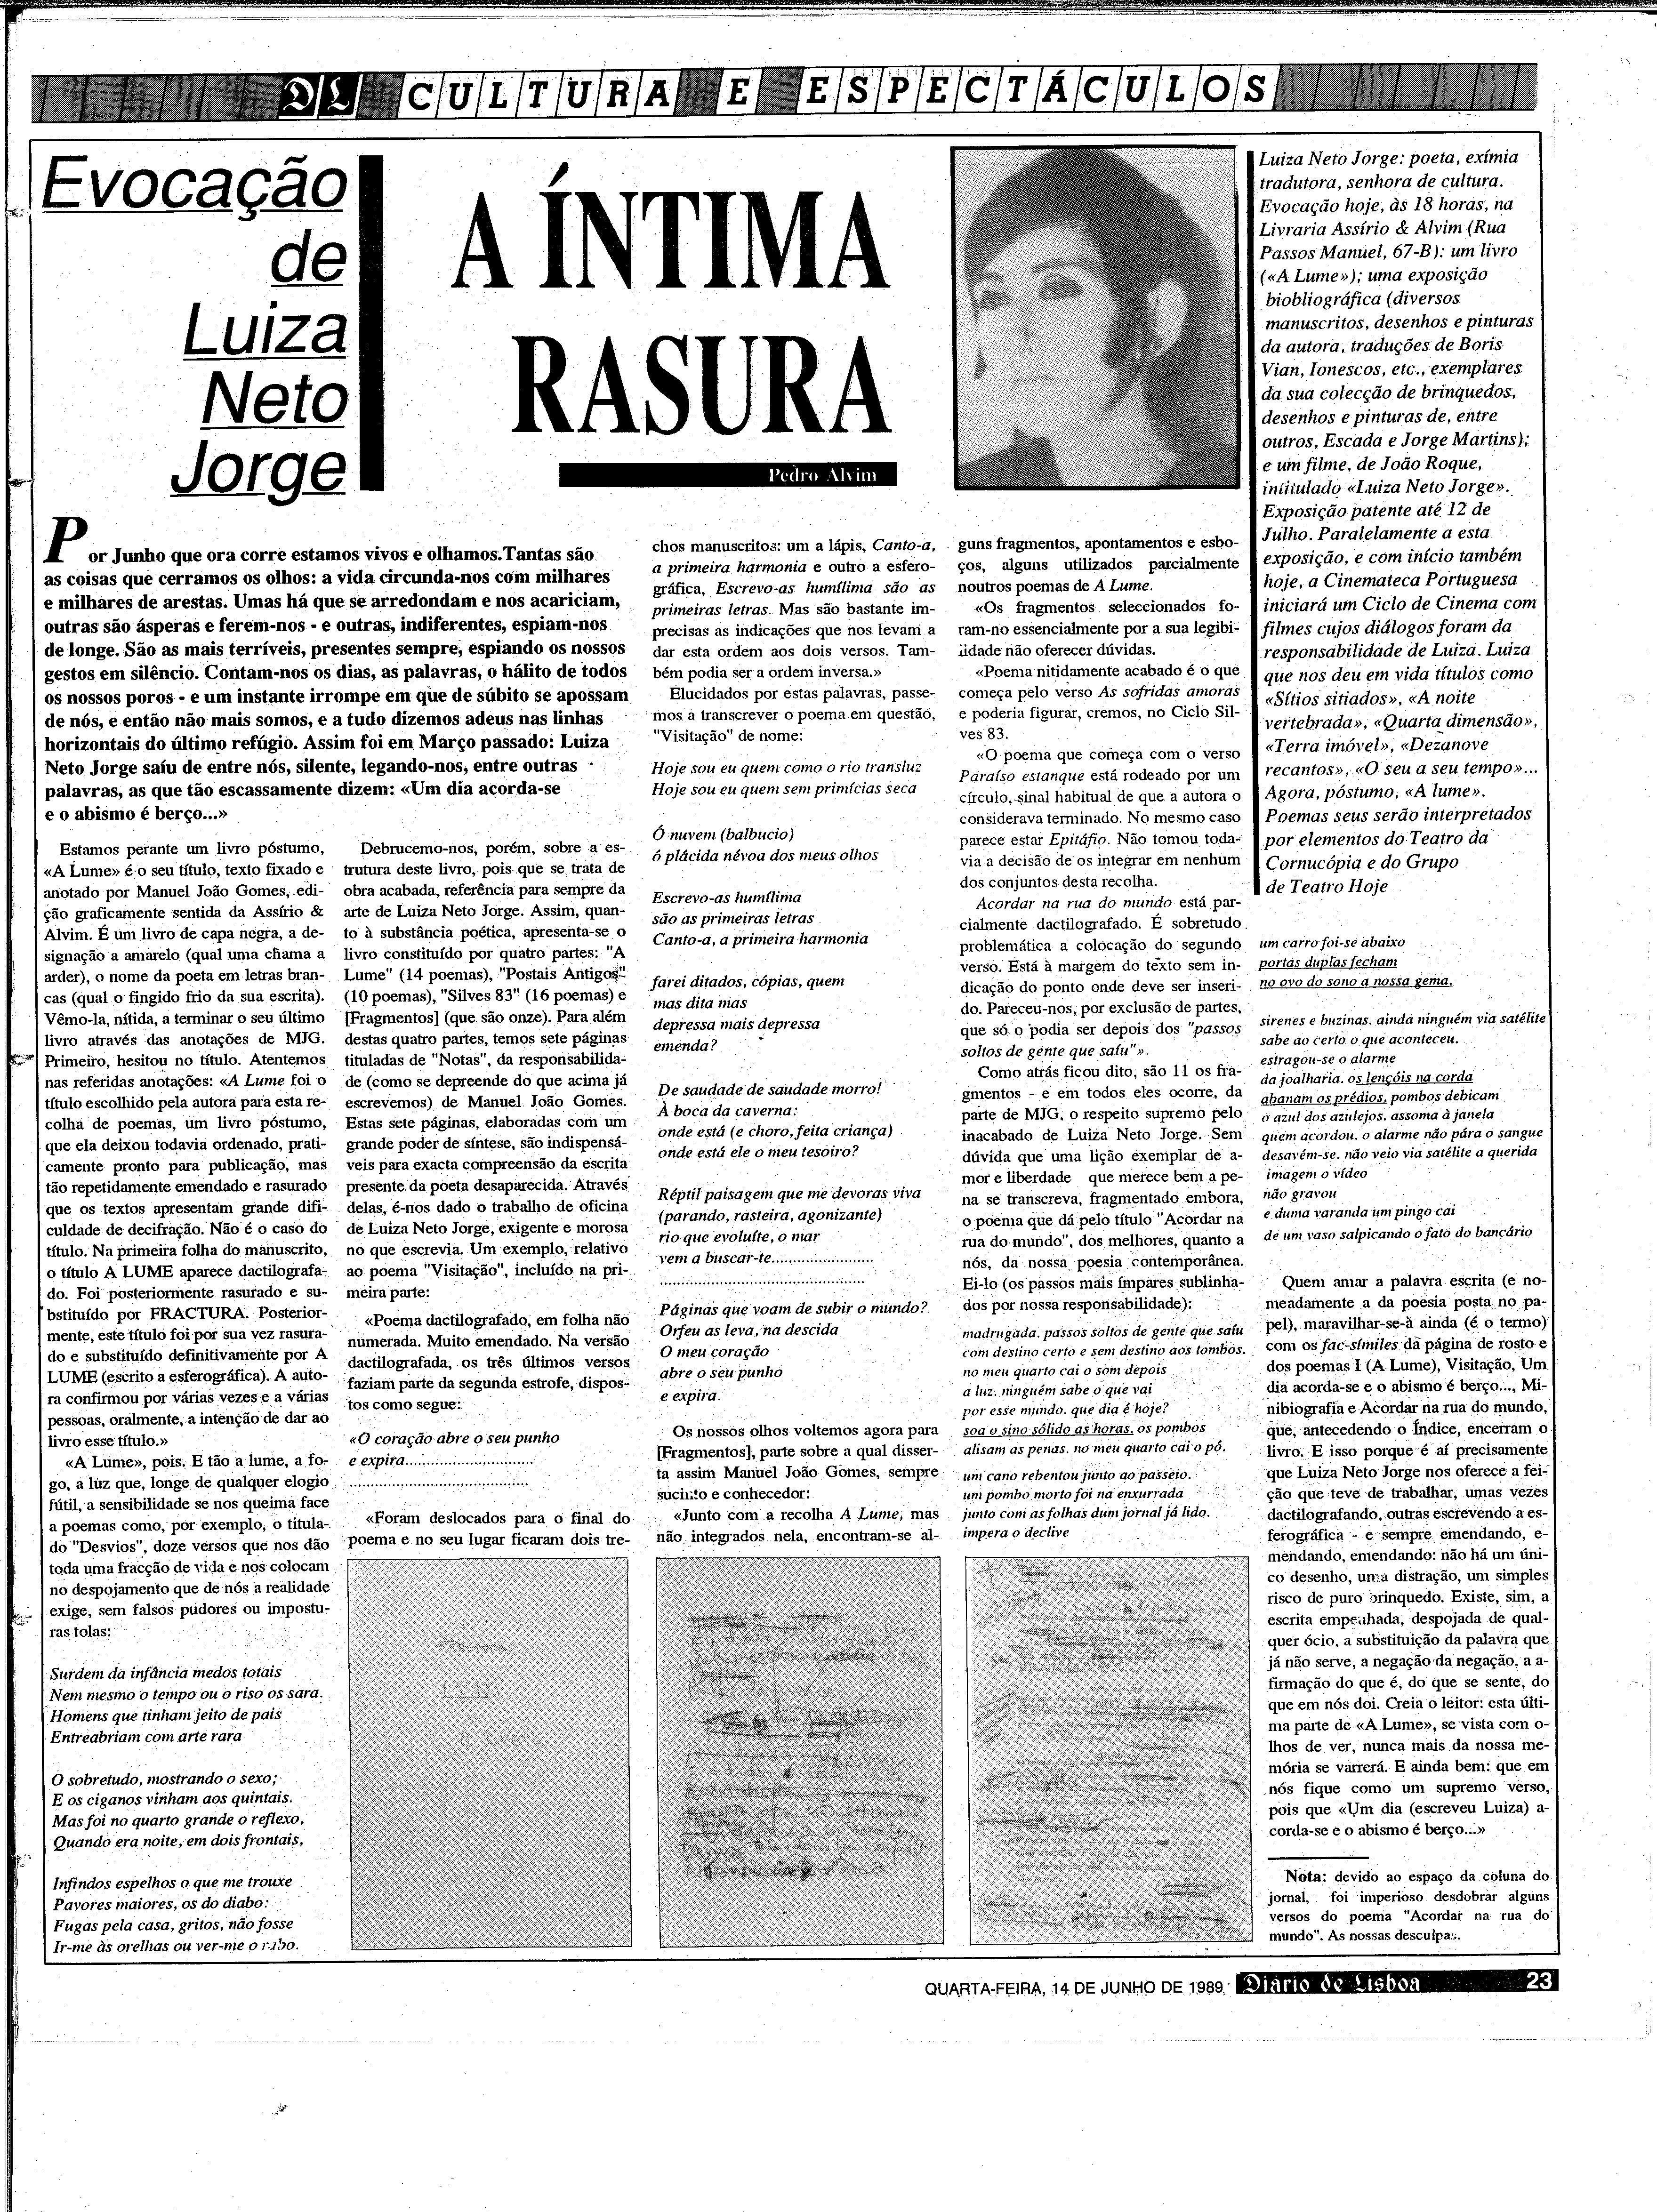 DL CULTURA E ESPECTÁCULOS
Evocação
de
Luiza
Neto
Jorge
A ÍNTIMA
RASURA
Pedro Alvim
Por Junho que ora corre estamos vivos e olhamos.Tantas são
as coisas que cerramos os olhos: a vida circunda-nos com milhares
e milhares de arestas. Umas há que se arredondam e nos acariciam,
outras são ásperas e ferem-nos - e outras, indiferentes, espiam-nos
de longe. São as mais terríveis, presentes sempre, espiando os nossos
gestos em silêncio. Contam-nos os dias, as palavras, o hálito de todos
os nossos poros - e um instante irrompe em que de súbito se apossam
de nós, e então não mais somos, e a tudo dizemos adeus nas linhas
horizontais do último refúgio. Assim foi em Março passado: Luiza
Neto Jorge saíu de entre nós, silente, legando-nos, entre outras
palavras, as que tão escassamente dizem: «Um dia acorda-se
e o abismo é berço...»
Estamos perante um livro póstumo,
«A Lume» é o seu título, texto fixado e
anotado por Manuel João Gomes, edi-
ção graficamente sentida da Assírio &
Alvim. É um livro de capa negra, a de-
signação a amarelo (qual uma chama a
arder), o nome da poeta em letras bran-
cas (qual o fingido frio da sua escrita).
Vêmo-la, nítida, a terminar o seu último
livro através das anotações de MJG.
Primeiro, hesitou no título. Atentemos
nas referidas anotações: «A Lume foi o
título escolhido pela autora para esta re-
colha de poemas, um livro póstumo,
que ela deixou todavia ordenado, prati-
camente pronto para publicação, mas
tão repetidamente emendado e rasurado
que os textos apresentam grande difi-
culdade de decifração. Não é o caso do
título. Na primeira folha do manuscrito,
o título A LUME aparece dactilografa-
do. Foi posteriormente rasurado e su-
bstituído por FRACTURA. Posterior-
mente, este título foi por sua vez rasura-
do e substituído definitivamente por A
LUME (escrito a esferográfica). A auto-
ra confirmou por várias vezes e a várias
pessoas, oralmente, a intenção de dar ao
livro esse título.»
«A Lume», pois. E tão a lume, a fo-
go, a luz que, longe de qualquer elogio
fútil, a sensibilidade se nos queima face
a poemas como, por exemplo, o titula-
do "Desvios", doze versos que nos dão
toda uma fracção de vida e nos colocam
no despojamento que de nós a realidade
exige, sem falsos pudores ou impostu-
ras tolas:
Surdem da infância medos totais
Nem mesmo o tempo ou o riso os sara.
Homens que tinham jeito de pais
Entreabriam com arte rara
O sobretudo, mostrando o sexo;
E os ciganos vinham aos quintais.
Mas foi no quarto grande o reflexo,
Quando era noite, em dois frontais,
Infindos espelhos o que me trouxe
Pavores maiores, os do diabo:
Fugas pela casa, gritos, não fosse
Ir-me às orelhas ou ver-me o rabo.
Debrucemo-nos, porém, sobre a es-
trutura deste livro, pois que se trata de
obra acabada, referência para sempre da
arte de Luiza Neto Jorge. Assim, quan-
to à substância poética, apresenta-se o
livro constituído por quatro partes: "A
Lume" (14 poemas), "Postais Antigos"
(10 poemas), "Silves 83" (16 poemas) e
[Fragmentos] (que são onze). Para além
destas quatro partes, temos sete páginas
tituladas de "Notas", da responsabilida-
de (como se depreende do que acima já
escrevemos) de Manuel João Gomes.
Estas sete páginas, elaboradas com um
grande poder de síntese, são indispensá-
veis para exacta compreensão da escrita
presente da poeta desaparecida. Através
delas, é-nos dado o trabalho de oficina
de Luiza Neto Jorge, exigente e morosa
no que escrevia. Um exemplo, relativo
ao poema "Visitação", incluído na pri-
meira parte:
«Poema dactilografado, em folha não
numerada. Muito emendado. Na versão
dactilografada, os três últimos versos
faziam parte da segunda estrofe, dispos-
tos como segue:
«O coração abre o seu punho
e expira................................
............................................
«Foram deslocados para o final do
poema e no seu lugar ficaram dois tre-
chos manuscritos: um a lápis, Canto-a,
a primeira harmonia e outro a esfero-
gráfica, Escrevo-as humílima são as
primeiras letras. Mas são bastante im-
precisas as indicações que nos levam a
dar esta ordem aos dois versos. Tam-
bém podia ser a ordem inversa.»
Elucidados por estas palavras, passe-
mos a transcrever o poema em questão,
"Visitação" de nome:
Hoje sou eu quem como o rio transluz
Hoje sou eu quem sem primícias seca
Ó nuvem (balbucio)
ó plácida névoa dos meus olhos
Escrevo-as humílima
são as primeiras letras
Canto-a, a primeira harmonia
farei ditados, cópias, quem
mas dita mas
depressa mais depressa
emenda?
De saudade de saudade morro!
À boca da caverna:
onde está (e choro, feita criança)
onde está ele o meu tesoiro?
Réptil paisagem que me devoras viva
(parando, rasteira, agonizante)
rio que evoluíte, o mar
vem a buscar-te.........................
..................................................
Páginas que voam de subir o mundo?
Orfeu as leva, na descida
O meu coração
abre o seu punho
e expira.
Os nossos olhos voltemos agora para
[Fragmentos], parte sobre a qual disser-
ta assim Manuel João Gomes, sempre
sucinto e conhecedor:
«Junto com a recolha A Lume, mas
não integrados nela, encontram-se al-
guns fragmentos, apontamentos e esbo-
ços, alguns utilizados parcialmente
noutros poemas de A Lume.
«Os fragmentos seleccionados fo-
ram-no essencialmente por a sua legibi-
lidade não oferecer dúvidas.
«Poema nitidamente acabado é o que
começa pelo verso As sofridas amoras
e poderia figurar, cremos, no Ciclo Sil-
ves 83.
«O poema que começa com o verso
Paraíso estanque está rodeado por um
círculo, sinal habitual de que a autora o
considerava terminado. No mesmo caso
parece estar Epitáfio. Não tomou toda-
via a decisão de os integrar em nenhum
dos conjuntos desta recolha.
Acordar na rua do mundo está par-
cialmente dactilografado. É sobretudo
problemática a colocação do segundo
verso. Está à margem do texto sem in-
dicação do ponto onde deve ser inseri-
do. Pareceu-nos, por exclusão de partes,
que só o podia ser depois dos "passos
soltos de gente que saíu"».
Como atrás ficou dito, são 11 os fra-
gmentos - e em todos eles ocorre, da
parte de MJG, o respeito supremo pelo
inacabado de Luiza Neto Jorge. Sem
dúvida que uma lição exemplar de a-
mor e liberdade que merece bem a pe-
na se transcreva, fragmentado embora,
o poema que dá pelo título "Acordar na
rua do mundo", dos melhores, quanto a
nós, da nossa poesia contemporânea.
Ei-lo (os passos mais ímpares sublinha-
dos por nossa responsabilidade):
madrugada. passos soltos de gente que saíu
com destino certo e sem destino aos tombos.
no meu quarto cai o som depois
a luz. ninguém sabe o que vai
por esse mundo. que dia é hoje?
soa o sino sólido as horas. os pombos
alisam as penas. no meu quarto cai o pó.
um cano rebentou junto ao passeio.
um pombo morto foi na enxurrada
junto com as folhas dum jornal já lido.
impera o declive
Luiza Neto Jorge: poeta, exímia
tradutora, senhora de cultura.
Evocação hoje, às 18 horas, na
Livraria Assírio & Alvim (Rua
Passos Manuel, 67-B): um livro
(«A Lume»); uma exposição
biobliográfica (diversos
manuscritos, desenhos e pinturas
da autora, traduções de Boris
Vian, Ionescos, etc., exemplares
da sua colecção de brinquedos,
desenhos e pinturas de, entre
outros, Escada e Jorge Martins);
e um filme, de João Roque,
intitulado «Luiza Neto Jorge».
Exposição patente até 12 de
Julho. Paralelamente a esta
exposição, e com início também
hoje, a Cinemateca Portuguesa
iniciará um Ciclo de Cinema com
filmes cujos diálogos foram da
responsabilidade de Luiza. Luiza
que nos deu em vida títulos como
«Sítios sitiados», «A noite
vertebrada», «Quarta dimensão»,
«Terra imóvel», «Dezanove
recantos», «O seu a seu tempo»...
Agora, póstumo, «A lume».
Poemas seus serão interpretados
por elementos do Teatro da
Cornucópia e do Grupo
de Teatro Hoje
um carro foi-se abaixo
portas duplas fecham
no ovo do sono a nossa gema.
sirenes e buzinas. ainda ninguém via satélite
sabe ao certo o que aconteceu.
estragou-se o alarme
da joalharia. os lençóis na corda
abanam os prédios. pombos debicam
o azul dos azulejos. assoma à janela
quem acordou. o alarme não pára o sangue
desavém-se. não veio via satélite a querida
imagem o vídeo
não gravou
e duma varanda um pingo cai
de um vaso salpicando o fato do bancário
Quem amar a palavra escrita (e no-
meadamente a da poesia posta no pa-
pel), maravilhar-se-à ainda (é o termo)
com os fac-símiles da página de rosto e
dos poemas I (A Lume), Visitação, Um
dia acorda-se e o abismo é berço..., Mi-
nibiografia e Acordar na rua do mundo,
que, antecedendo o Índice, encerram o
livro. E isso porque é aí precisamente
que Luiza Neto Jorge nos oferece a fei-
ção que teve de trabalhar, umas vezes
dactilografando, outras escrevendo a es-
ferográfica - e sempre emendando, e-
mendando, emendando: não há um úni-
co desenho, uma distração, um simples
risco de puro brinquedo. Existe, sim, a
escrita empenhada, despojada de qual-
quer ócio, a substituição da palavra que
já não serve, a negação da negação, a a-
firmação do que é, do que se sente, do
que em nós doi. Creia o leitor: esta últi-
ma parte de «A Lume», se vista com o-
lhos de ver, nunca mais da nossa me-
mória se varrerá. E ainda bem: que em
nós fique como um supremo verso,
pois que «Um dia (escreveu Luiza) a-
corda-se e o abismo é berço...»
Nota: devido ao espaço da coluna do
jornal, foi imperioso desdobrar alguns
versos do poema "Acordar na rua do
mundo". As nossas desculpas.
QUARTA-FEIRA, 14 DE JUNHO DE 1989 Diário de Lisboa 23